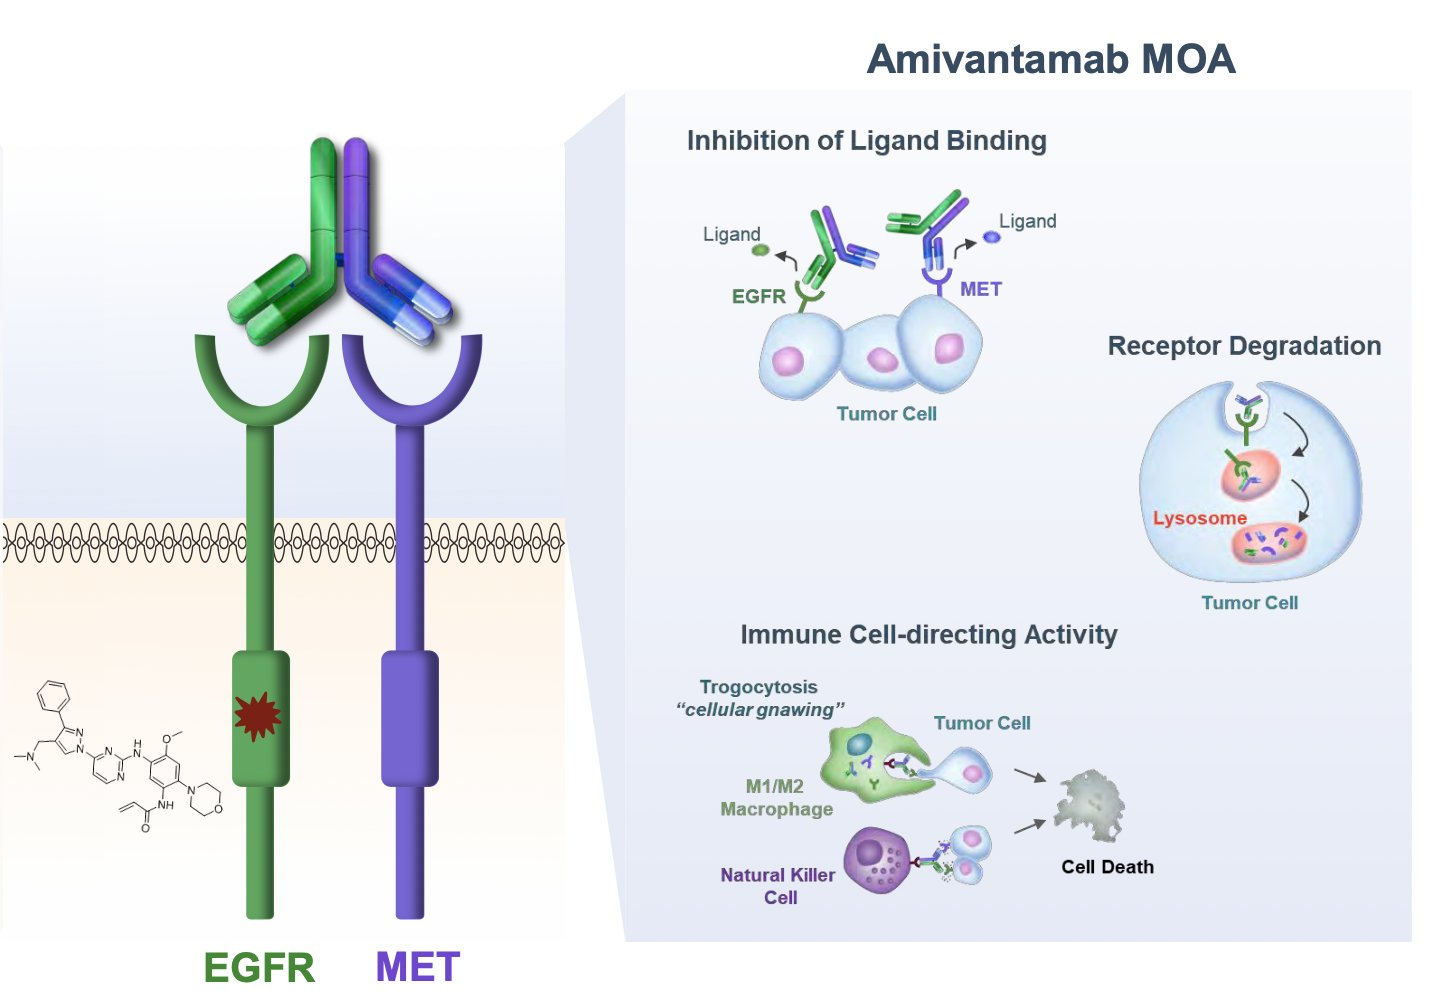 Amivantamab MOA
Inhibition of Ligand Binding
Ligand
Ligand
EGFR
MET
Tumor Cell
Receptor Degradation
Lysosome
Tumor Cell
Immune Cell-directing Activity
Trogocytosis
“cellular gnawing”
Tumor Cell
M1/M2
Macrophage
Natural Killer
Cell
Cell Death
N
N
N
N
N
H
N
O
N
O
NH
O
EGFR
MET